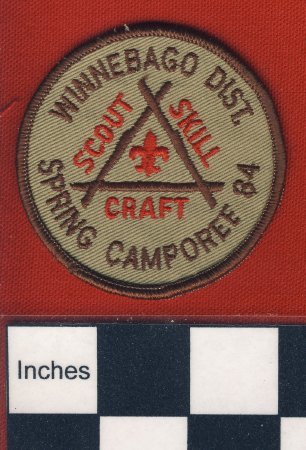 WINNEBAGO DIST.
SCOUT
SKILL
CRAFT
SPRING CAMPOREE 84
Inches